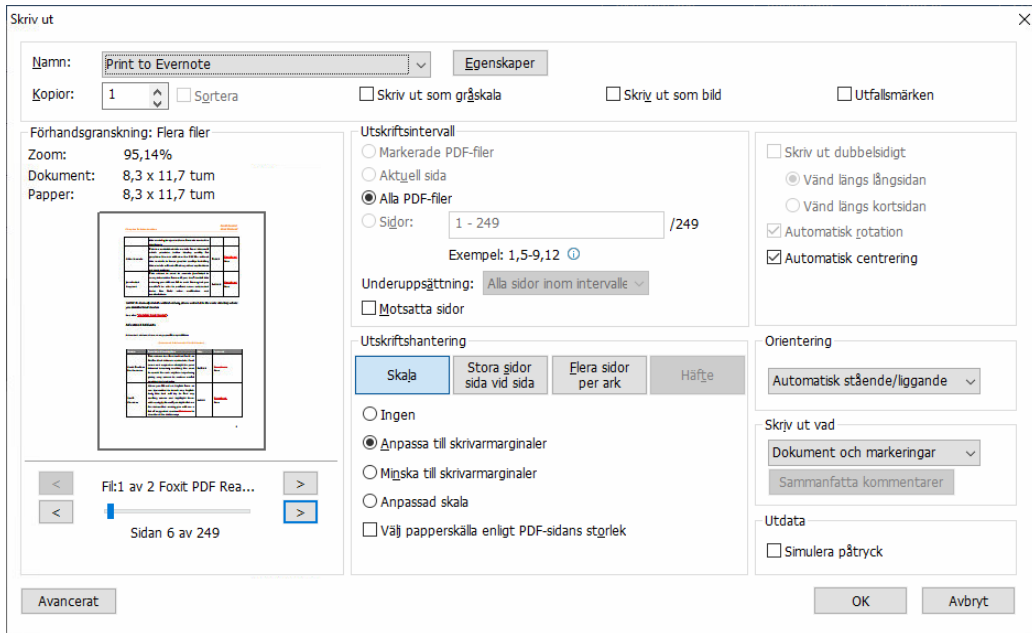 Skriv ut
Namn:
Print to Evernote
Egenskaper
Kopior:
1
Sortera
Skriv ut som gråskala
Skriv ut som bild
Utfallsmärken
Förhandsgranskning: Flera filer
Zoom: 95,14%
Dokument: 8,3 x 11,7 tum
Papper: 8,3 x 11,7 tum
<
Fil:1 av 2 Foxit PDF Rea...
>
<
>
Sidan 6 av 249
Utskriftsintervall
Markerade PDF-filer
Aktuell sida
Alla PDF-filer
Sidor:
1 - 249
/249
Exempel: 1,5-9,12
Underuppsättning:
Alla sidor inom intervalle
Motsatta sidor
Utskriftshantering
Skala
Stora sidor
sida vid sida
Flera sidor
per ark
Häfte
Ingen
Anpassa till skrivarmarginaler
Minska till skrivarmarginaler
Anpassad skala
Välj papperskälla enligt PDF-sidans storlek
Skriv ut dubbelsidigt
Vänd längs långsidan
Vänd längs kortsidan
Automatisk rotation
Automatisk centrering
Orientering
Automatisk stående/liggande
Skriv ut vad
Dokument och markeringar
Sammanfatta kommentarer
Utdata
Simulera påtryck
Avancerat
OK
Avbryt